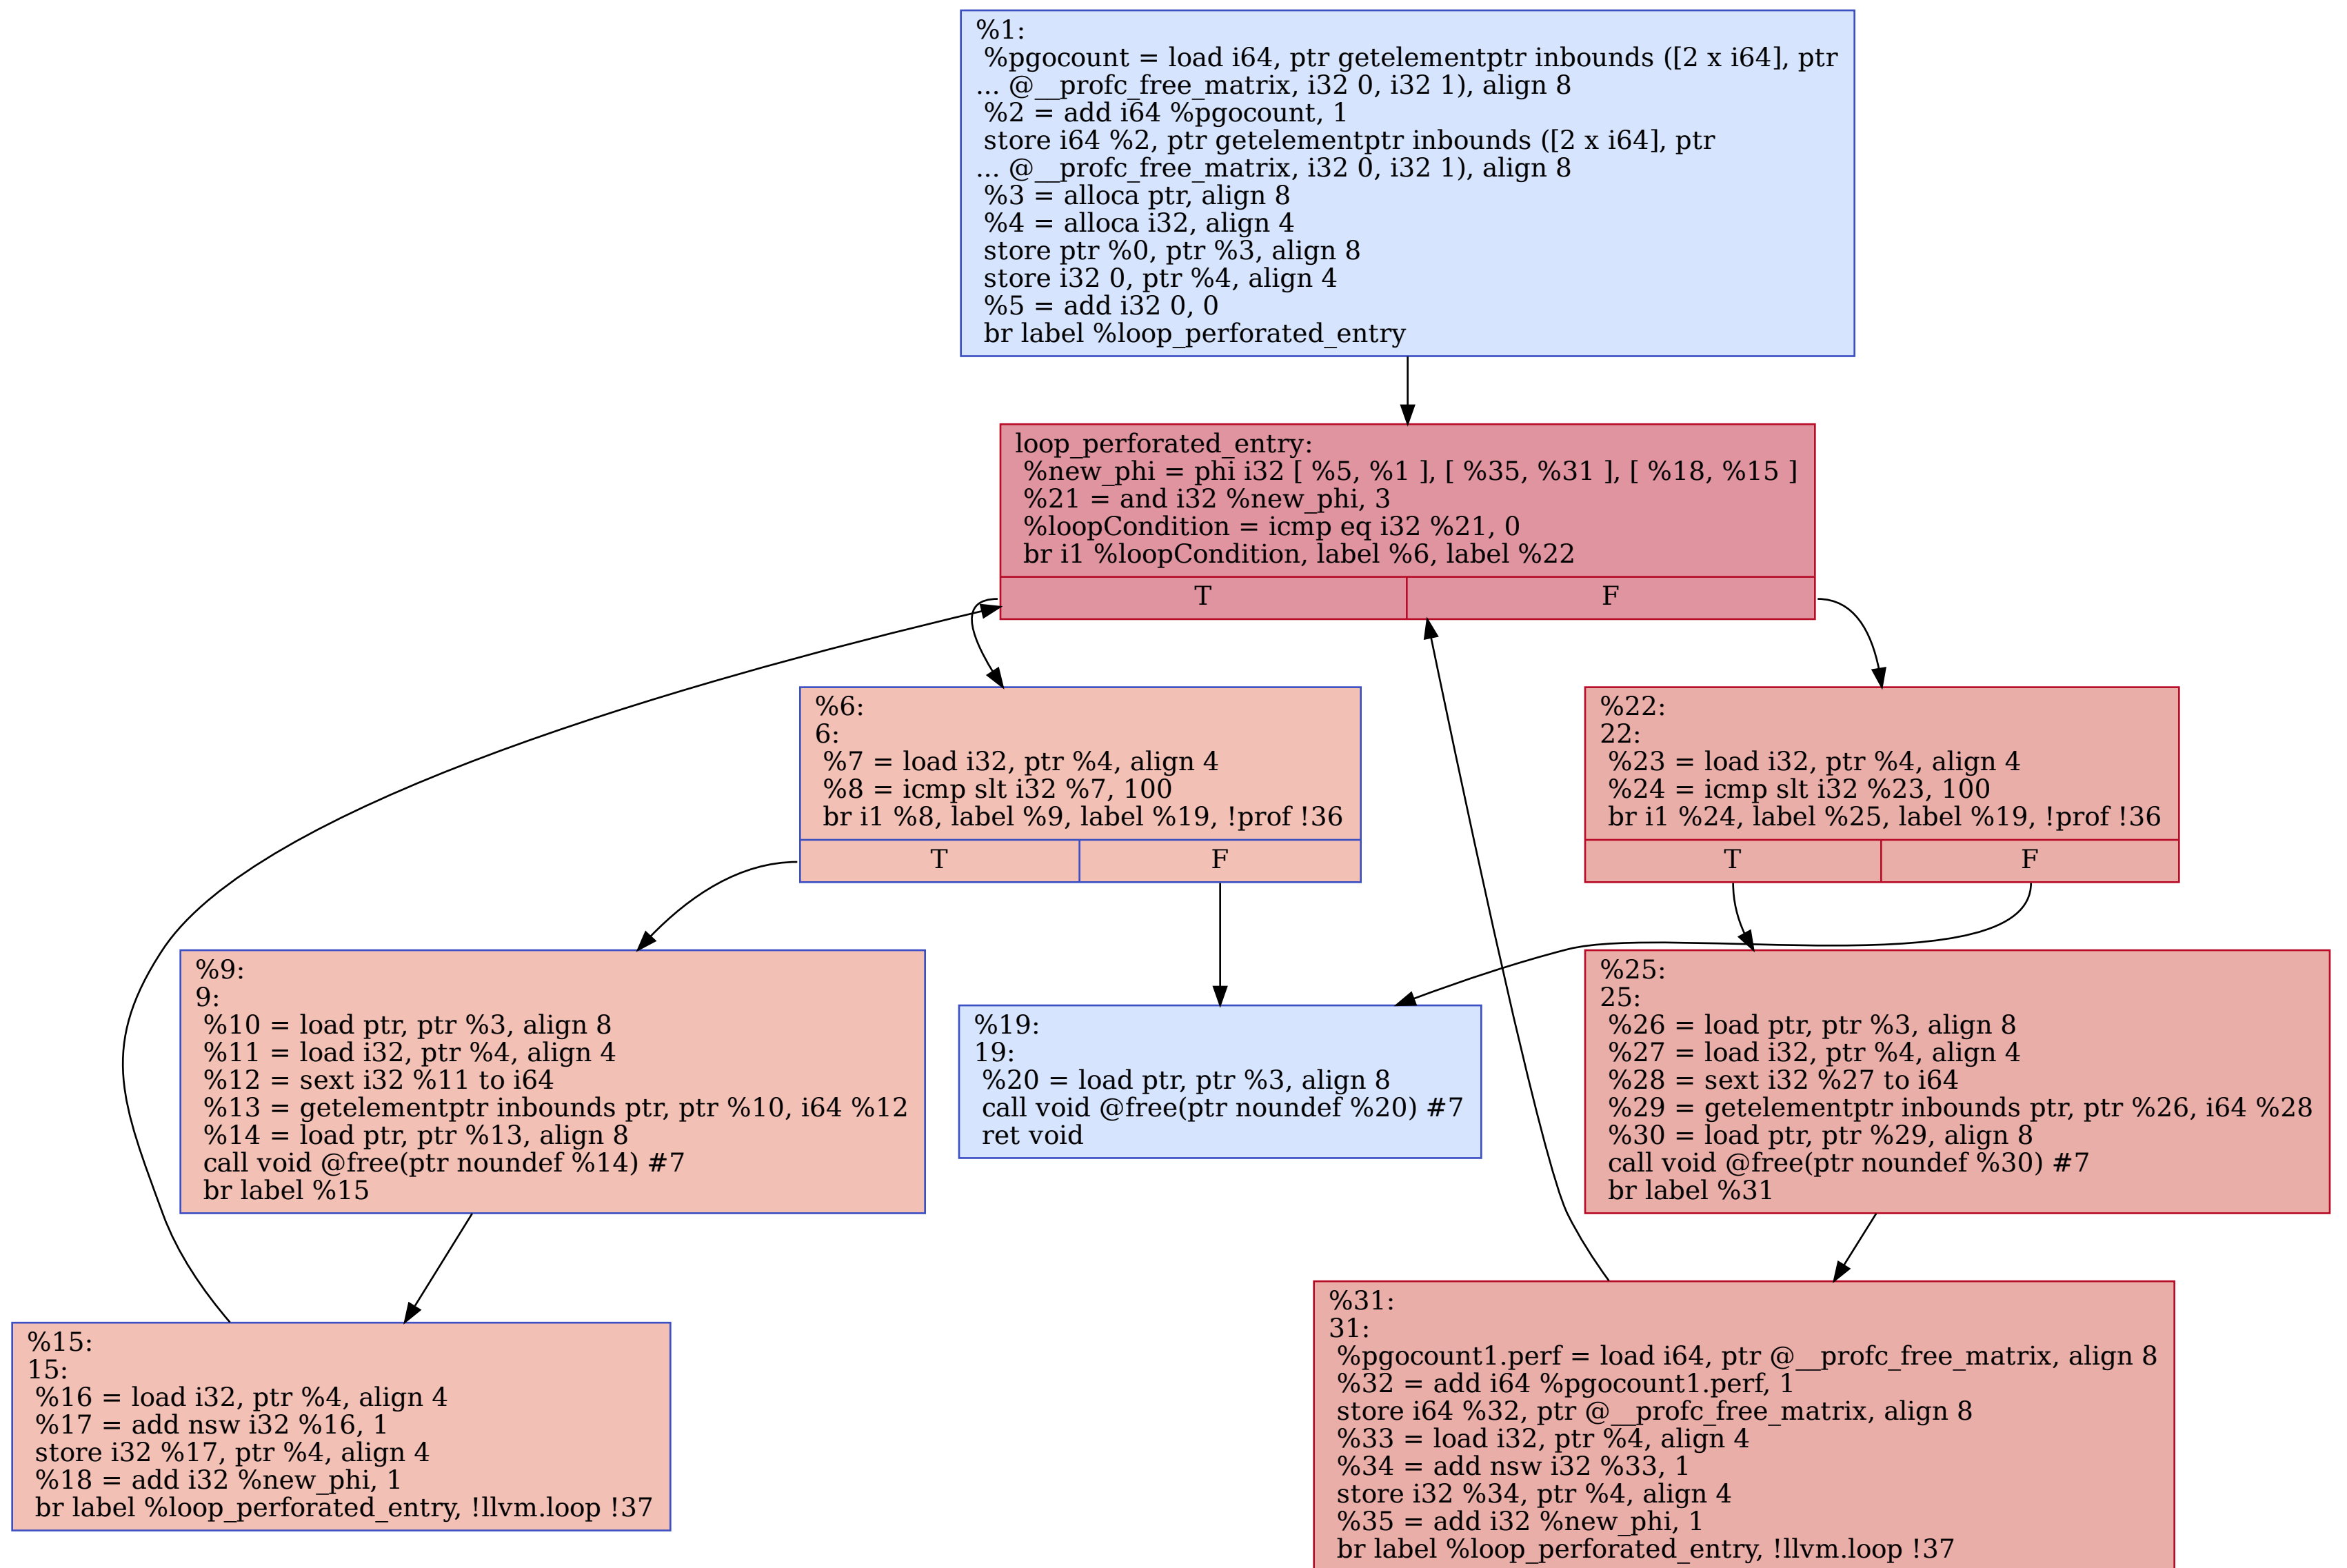 %1:
%pgocount = load i64, ptr getelementptr inbounds ([2 x i64], ptr
... @__profc_free_matrix, i32 0, i32 1), align 8
%2 = add i64 %pgocount, 1
store i64 %2, ptr getelementptr inbounds ([2 x i64], ptr
... @__profc_free_matrix, i32 0, i32 1), align 8
%3 = alloca ptr, align 8
%4 = alloca i32, align 4
store ptr %0, ptr %3, align 8
store i32 0, ptr %4, align 4
%5 = add i32 0, 0
br label %loop_perforated_entry
loop_perforated_entry:
%new_phi = phi i32 [ %5, %1 ], [ %35, %31 ], [ %18, %15 ]
%21 = and i32 %new_phi, 3
%loopCondition = icmp eq i32 %21, 0
br i1 %loopCondition, label %6, label %22
T
F
%6:
6:
%7 = load i32, ptr %4, align 4
%8 = icmp slt i32 %7, 100
br i1 %8, label %9, label %19, !prof !36
T
F
%22:
22:
%23 = load i32, ptr %4, align 4
%24 = icmp slt i32 %23, 100
br i1 %24, label %25, label %19, !prof !36
T
F
%9:
9:
%10 = load ptr, ptr %3, align 8
%11 = load i32, ptr %4, align 4
%12 = sext i32 %11 to i64
%13 = getelementptr inbounds ptr, ptr %10, i64 %12
%14 = load ptr, ptr %13, align 8
call void @free(ptr noundef %14) #7
br label %15
%19:
19:
%20 = load ptr, ptr %3, align 8
call void @free(ptr noundef %20) #7
ret void
%25:
25:
%26 = load ptr, ptr %3, align 8
%27 = load i32, ptr %4, align 4
%28 = sext i32 %27 to i64
%29 = getelementptr inbounds ptr, ptr %26, i64 %28
%30 = load ptr, ptr %29, align 8
call void @free(ptr noundef %30) #7
br label %31
%15:
15:
%16 = load i32, ptr %4, align 4
%17 = add nsw i32 %16, 1
store i32 %17, ptr %4, align 4
%18 = add i32 %new_phi, 1
br label %loop_perforated_entry, !llvm.loop !37
%31:
31:
%pgocount1.perf = load i64, ptr @__profc_free_matrix, align 8
%32 = add i64 %pgocount1.perf, 1
store i64 %32, ptr @__profc_free_matrix, align 8
%33 = load i32, ptr %4, align 4
%34 = add nsw i32 %33, 1
store i32 %34, ptr %4, align 4
%35 = add i32 %new_phi, 1
br label %loop_perforated_entry, !llvm.loop !37